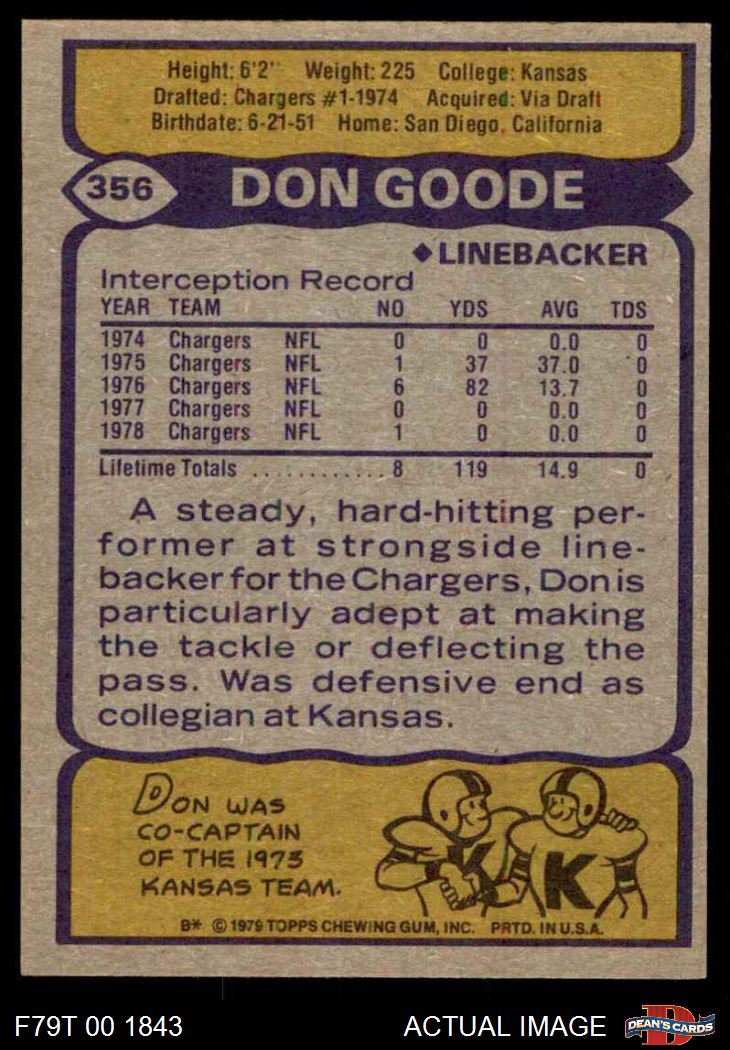 Height: 6'2" Weight: 225 College: Kansas
Drafted: Chargers #1-1974 Acquired: Via Draft
Birthdate: 6-21-51 Home: San Diego, California
356 DON GOODE
◆LINEBACKER
Interception Record
YEAR TEAM NO YDS AVG TDS
1974 Chargers NFL 0 0 0.0 0
1975 Chargers NFL 1 37 37.0 0
1976 Chargers NFL 6 82 13.7 0
1977 Chargers NFL 0 0 0.0 0
1978 Chargers NFL 1 0 0.0 0
Lifetime Totals ............ 8 119 14.9 0
A steady, hard-hitting per-
former at strongside line-
backer for the Chargers, Don is
particularly adept at making
the tackle or deflecting the
pass. Was defensive end as
collegian at Kansas.
DON WAS
CO-CAPTAIN
OF THE 1973
KANSAS TEAM.
K K
B* © 1979 TOPPS CHEWING GUM, INC. PRTD. IN U.S.A.
F79T 00 1843 ACTUAL IMAGE D DEAN'S CARDS